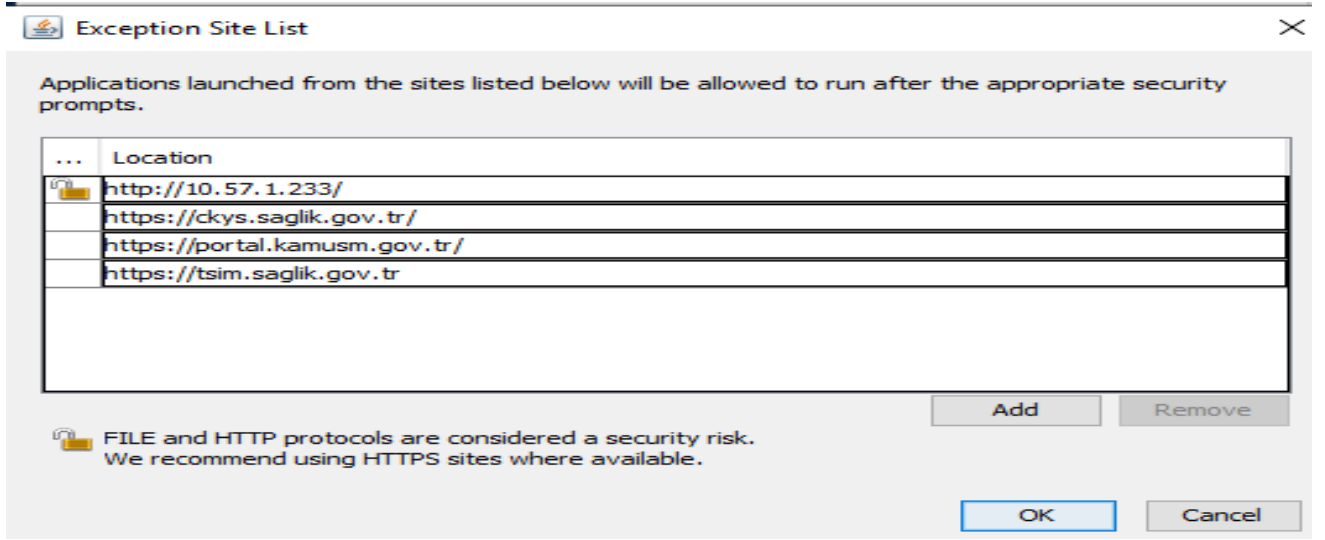 Exception Site List
Applications launched from the sites listed below will be allowed to run after the appropriate security
prompts.
... Location
http://10.57.1.233/
https://ckys.saglik.gov.tr/
https://portal.kamusm.gov.tr/
https://tsim.saglik.gov.tr
Add Remove
FILE and HTTP protocols are considered a security risk.
We recommend using HTTPS sites where available.
OK Cancel